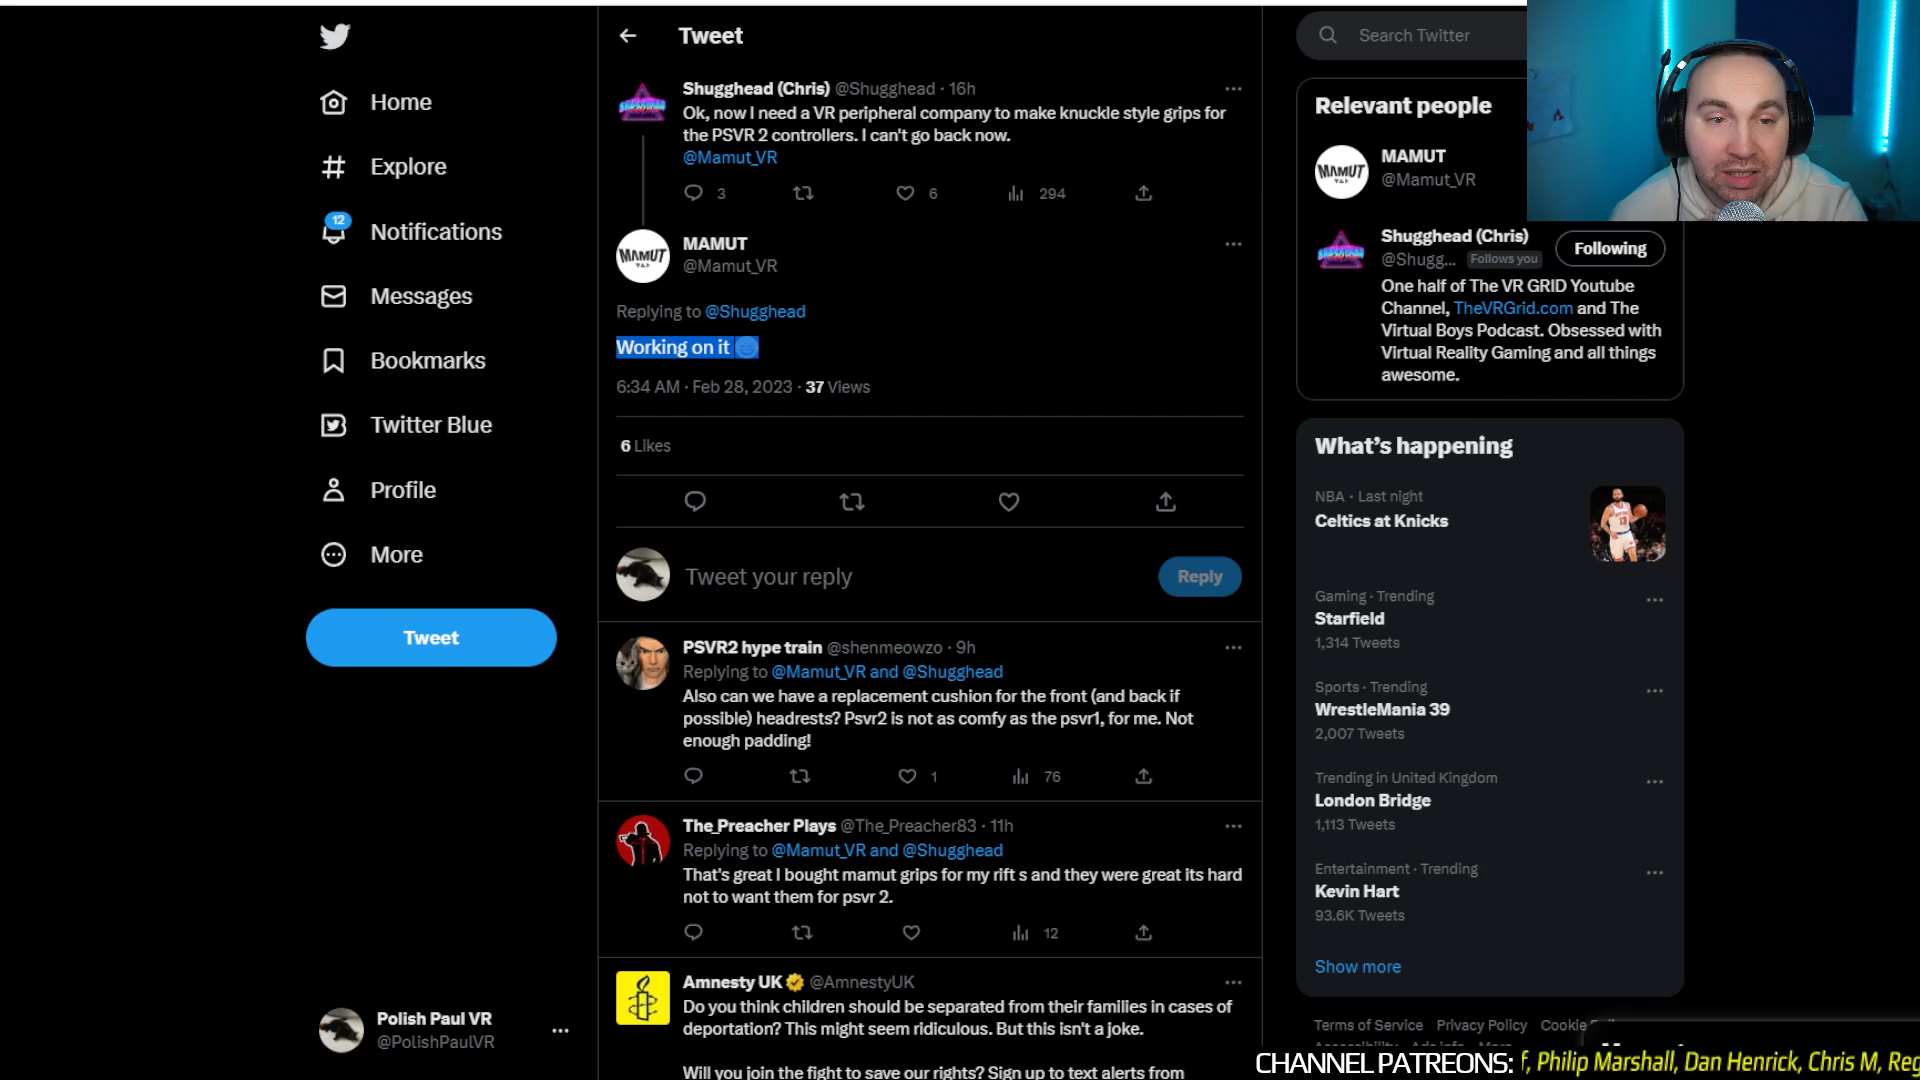 Tweet
Search Twitter
Home
Explore
12
Notifications
Messages
Bookmarks
Twitter Blue
Profile
More
Tweet
Polish Paul VR
@PolishPaulVR
Shugghead (Chris) @Shugghead · 16h
Ok, now I need a VR peripheral company to make knuckle style grips for
the PSVR 2 controllers. I can't go back now.
@Mamut_VR
3 6 294
MAMUT
MAMUT
@Mamut_VR
Replying to @Shugghead
Working on it
6:34 AM · Feb 28, 2023 · 37 Views
6 Likes
Tweet your reply
Reply
PSVR2 hype train @shenmeowzo · 9h
Replying to @Mamut_VR and @Shugghead
Also can we have a replacement cushion for the front (and back if
possible) headrests? Psvr2 is not as comfy as the psvr1, for me. Not
enough padding!
1 76
The_Preacher Plays @The_Preacher83 · 11h
Replying to @Mamut_VR and @Shugghead
That's great I bought mamut grips for my rift s and they were great its hard
not to want them for psvr 2.
12
Amnesty UK @AmnestyUK
Do you think children should be separated from their families in cases of
deportation? This might seem ridiculous. But this isn't a joke.
Will you join the fight to save our rights? Sign up to text alerts from
Relevant people
MAMUT
MAMUT
@Mamut_VR
Shugghead (Chris)
@Shugg... Follows you
Following
One half of The VR GRID Youtube
Channel, TheVRGrid.com and The
Virtual Boys Podcast. Obsessed with
Virtual Reality Gaming and all things
awesome.
What's happening
NBA · Last night
Celtics at Knicks
Gaming · Trending
Starfield
1,314 Tweets
Sports · Trending
WrestleMania 39
2,007 Tweets
Trending in United Kingdom
London Bridge
1,113 Tweets
Entertainment · Trending
Kevin Hart
93.6K Tweets
Show more
Terms of Service Privacy Policy Cookie
CHANNEL PATREONS: f, Philip Marshall, Dan Henrick, Chris M, Reg